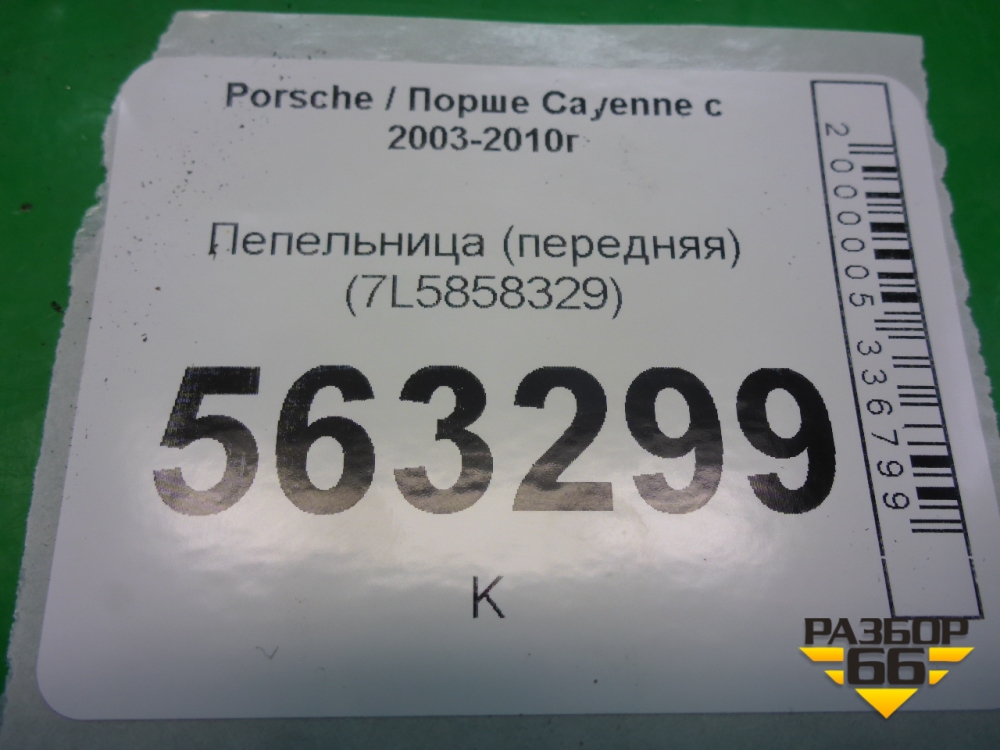 Porsche / Порше Cayenne с
2003-2010г
Пепельница (передняя)
(7L5858329)
563299
K
2000005336799
РАЗБОР
66